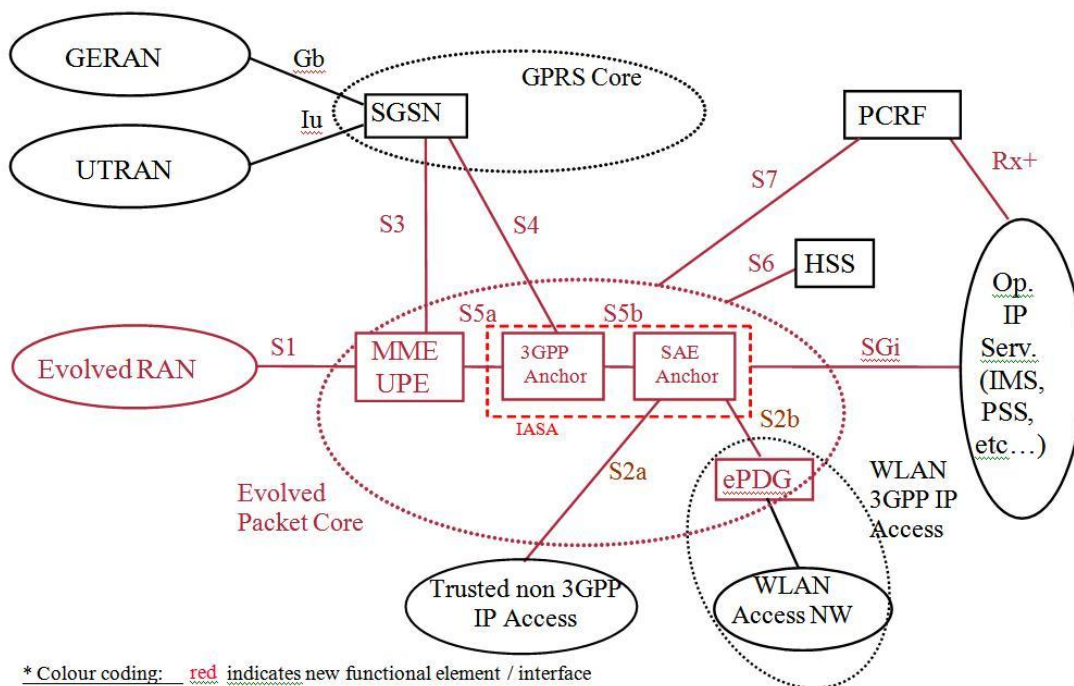 GERAN
Gb
GPRS Core
SGSN
PCRF
Iu
UTRAN
Rx+
S7
S3
S4
S6
HSS
Op.
IP
Serv.
(IMS,
PSS,
etc…)
S5a
S5b
Evolved RAN
S1
MME
UPE
3GPP
Anchor
SAE
Anchor
SGi
IASA
S2a
S2b
ePDG
WLAN
3GPP IP
Access
Evolved
Packet Core
Trusted non 3GPP
IP Access
WLAN
Access NW
* Colour coding: red indicates new functional element / interface